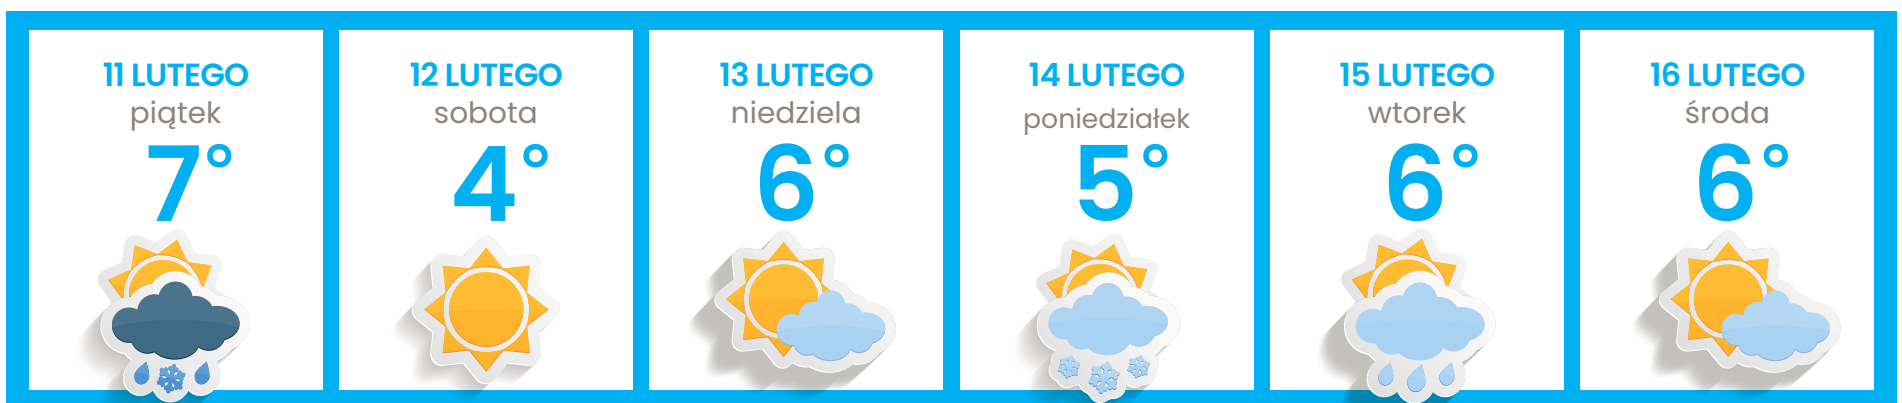 11 LUTEGO
piątek
7°
12 LUTEGO
sobota
4°
13 LUTEGO
niedziela
6°
14 LUTEGO
poniedziałek
5°
15 LUTEGO
wtorek
6°
16 LUTEGO
środa
6°